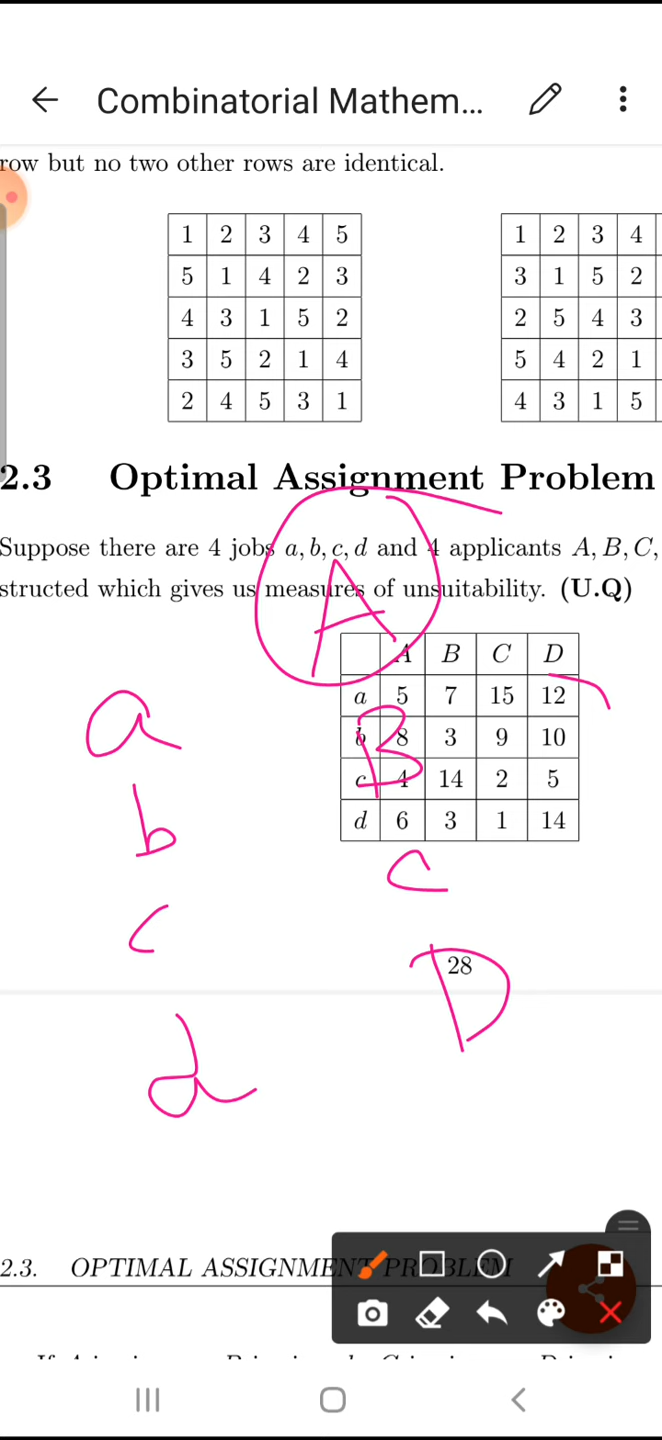 Combinatorial Mathem...
row but no two other rows are identical.
1 2 3 4 5
5 1 4 2 3
4 3 1 5 2
3 5 2 1 4
2 4 5 3 1
1 2 3 4
3 1 5 2
2 5 4 3
5 4 2 1
4 3 1 5
2.3 Optimal Assignment Problem
Suppose there are 4 jobs a, b, c, d and 4 applicants A, B, C,
structed which gives us measures of unsuitability. (U.Q)
A
A B C D
a 5 7 15 12
b 8 3 9 10
c 4 14 2 5
d 6 3 1 14
a
b
c
d
B
C
D
28
2.3. OPTIMAL ASSIGNMENT PROBLEM